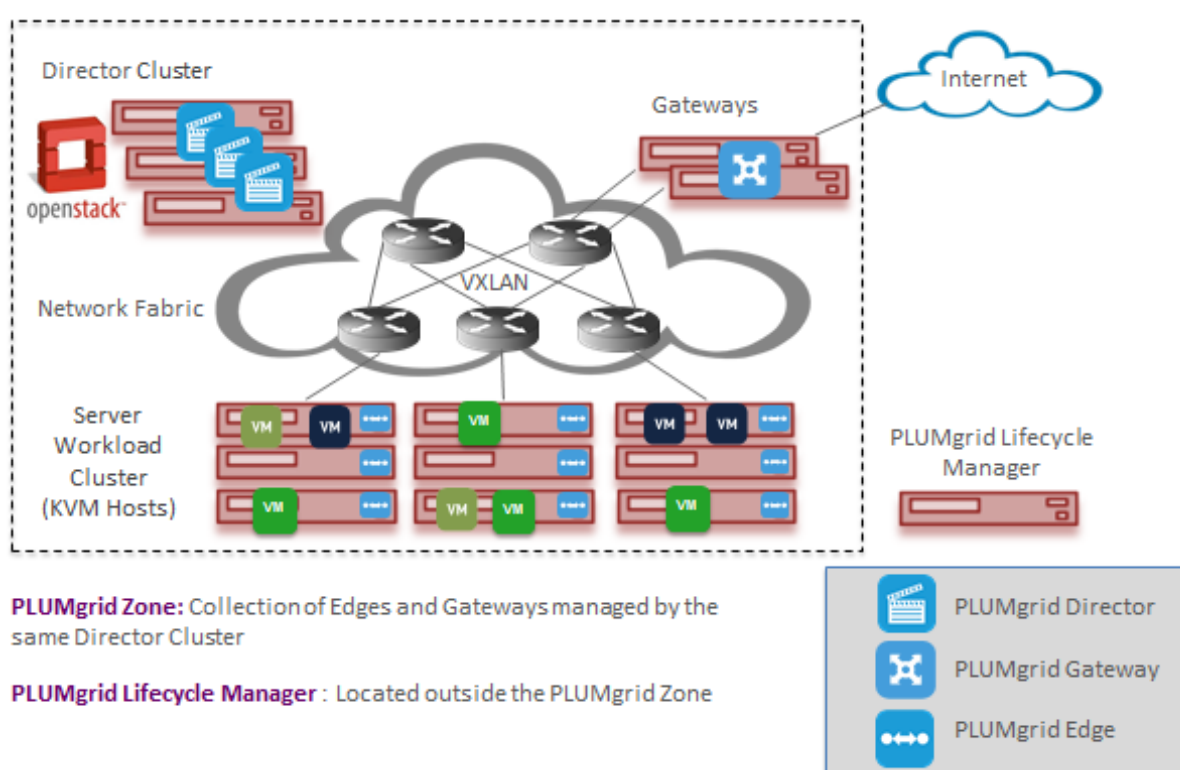 Director Cluster
openstack™
Gateways
Internet
VXLAN
Network Fabric
Server
Workload
Cluster
(KVM Hosts)
VM
VM
VM
VM
VM
VM
VM
VM
VM
PLUMgrid Lifecycle
Manager
PLUMgrid Zone: Collection of Edges and Gateways managed by the
same Director Cluster
PLUMgrid Lifecycle Manager : Located outside the PLUMgrid Zone
PLUMgrid Director
PLUMgrid Gateway
PLUMgrid Edge